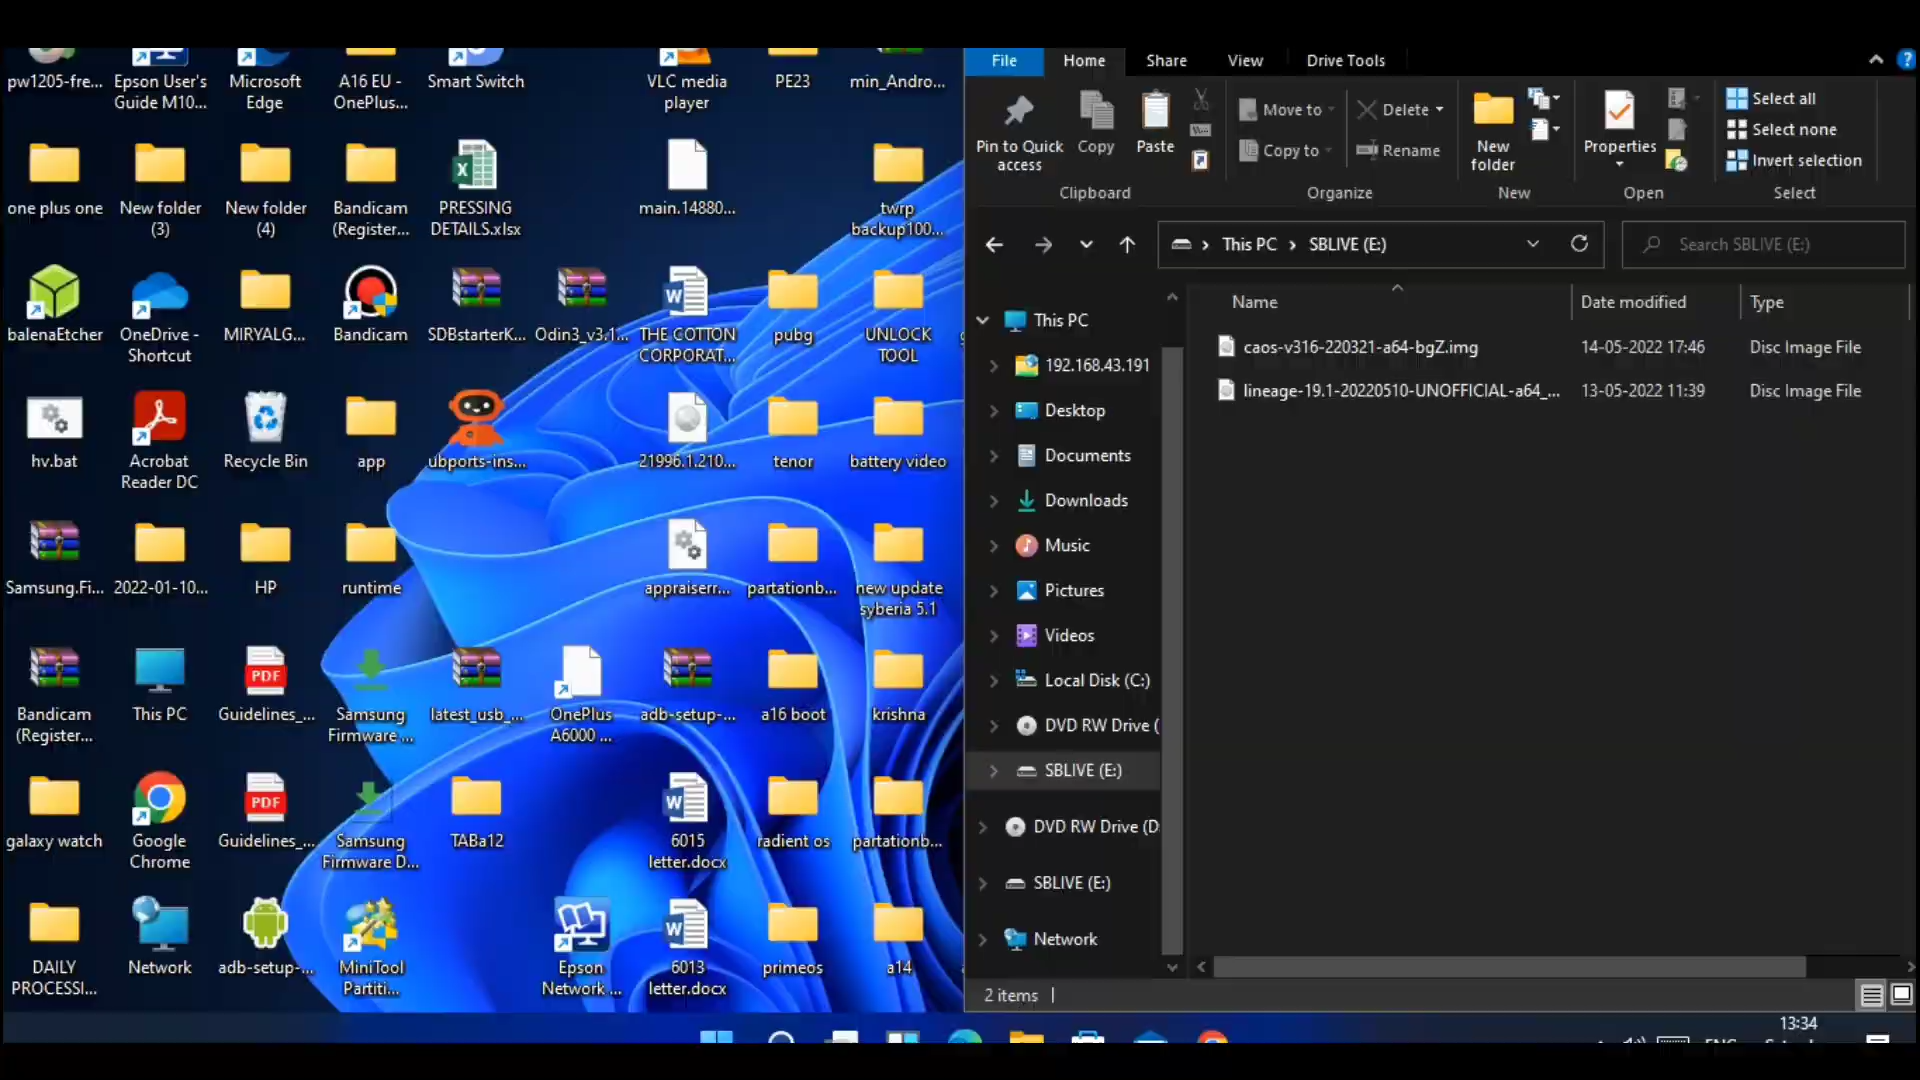 pw1205-fre...
Epson User's
Guide M10...
Microsoft
Edge
A16 EU -
OnePlus...
Smart Switch
VLC media
player
PE23
min_Andro...
one plus one
New folder
(3)
New folder
(4)
Bandicam
(Register...
PRESSING
DETAILS.xlsx
main.14880...
twrp
backup100...
balenaEtcher
OneDrive -
Shortcut
MIRYALG...
Bandicam
SDBstarterK...
Odin3_v3.1...
THE COTTON
CORPORAT...
pubg
UNLOCK
TOOL
hv.bat
Acrobat
Reader DC
Recycle Bin
app
ubports-ins...
21996.1.210...
tenor
battery video
Samsung.Fi...
2022-01-10...
HP
runtime
appraiserr...
partationb...
new update
syberia 5.1
Bandicam
(Register...
This PC
PDF
Guidelines_...
Samsung
Firmware ...
latest_usb_...
OnePlus
A6000 ...
adb-setup-...
a16 boot
krishna
galaxy watch
Google
Chrome
PDF
Guidelines_...
Samsung
Firmware D...
TABa12
6015
letter.docx
radient os
partationb...
DAILY
PROCESSI...
Network
adb-setup-...
MiniTool
Partiti...
Epson
Network ...
6013
letter.docx
primeos
a14
File
Home
Share
View
Drive Tools
Pin to Quick
access
Copy
Paste
Move to
Copy to
Delete
Rename
New
folder
Properties
Select all
Select none
Invert selection
Clipboard
Organize
New
Open
Select
This PC
SBLIVE (E:)
Search SBLIVE (E:)
Name
Date modified
Type
caos-v316-220321-a64-bgZ.img
14-05-2022 17:46
Disc Image File
lineage-19.1-20220510-UNOFFICIAL-a64_...
13-05-2022 11:39
Disc Image File
This PC
192.168.43.191
Desktop
Documents
Downloads
Music
Pictures
Videos
Local Disk (C:)
DVD RW Drive (
SBLIVE (E:)
DVD RW Drive (D
SBLIVE (E:)
Network
2 items
13:34